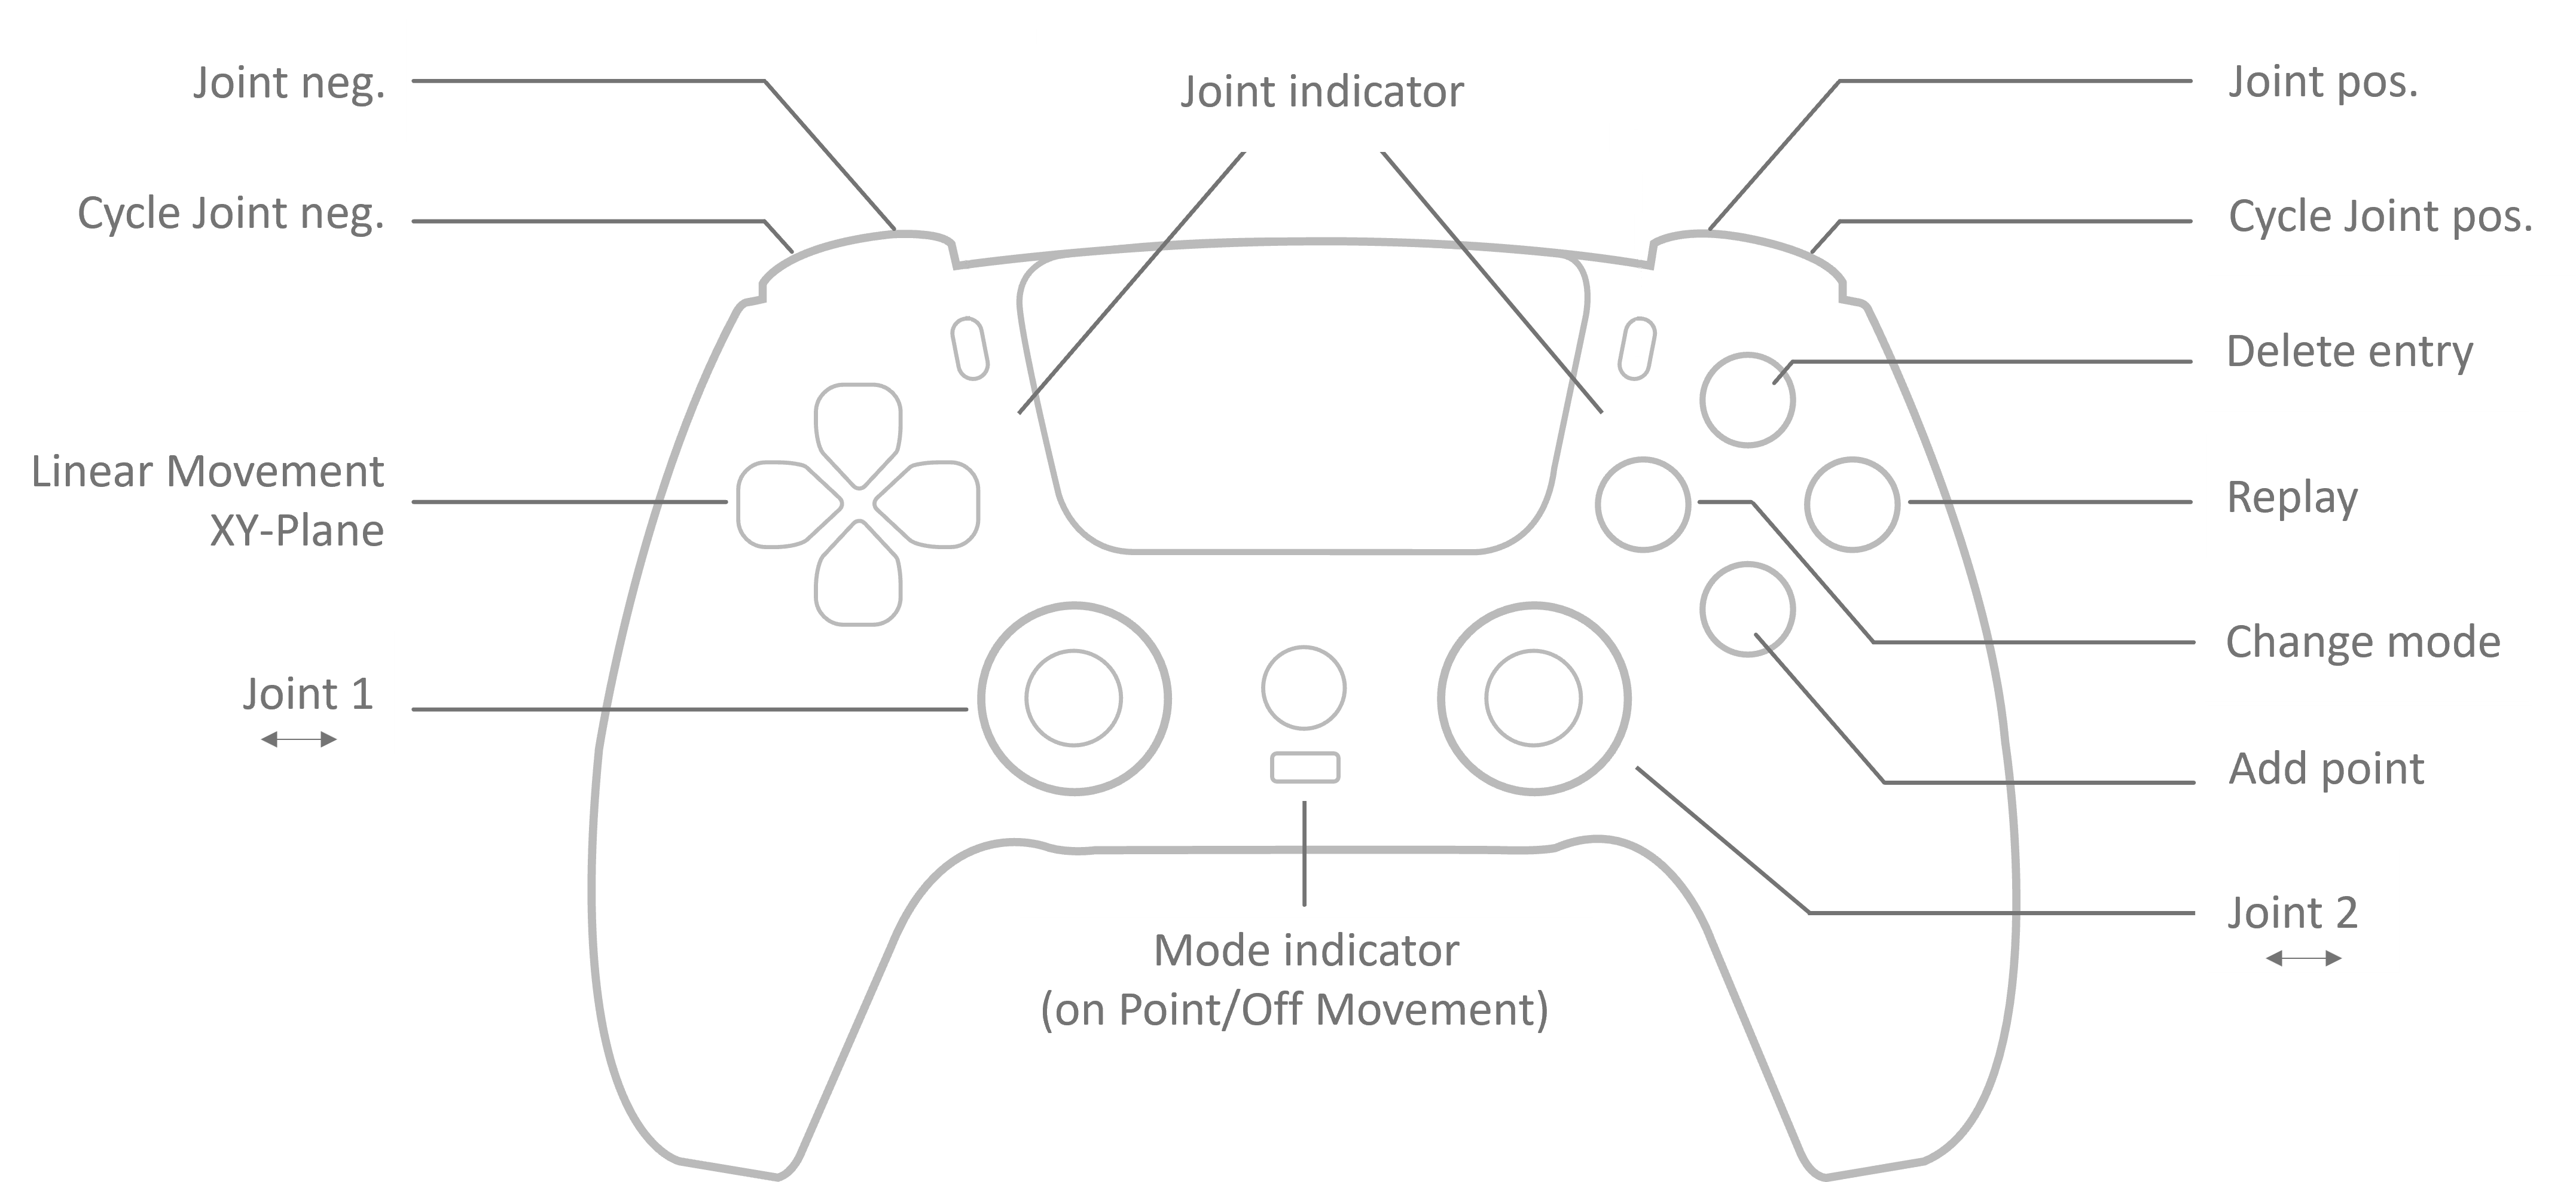 Joint neg.
Cycle Joint neg.
Linear Movement
XY-Plane
Joint 1
Joint indicator
Mode indicator
(on Point/Off Movement)
Joint pos.
Cycle Joint pos.
Delete entry
Replay
Change mode
Add point
Joint 2